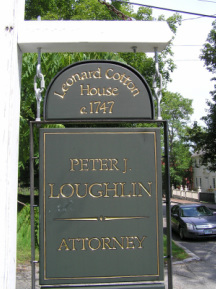 Leonard Cotton
House
c. 1747
PETER J.
LOUGHLIN
ATTORNEY